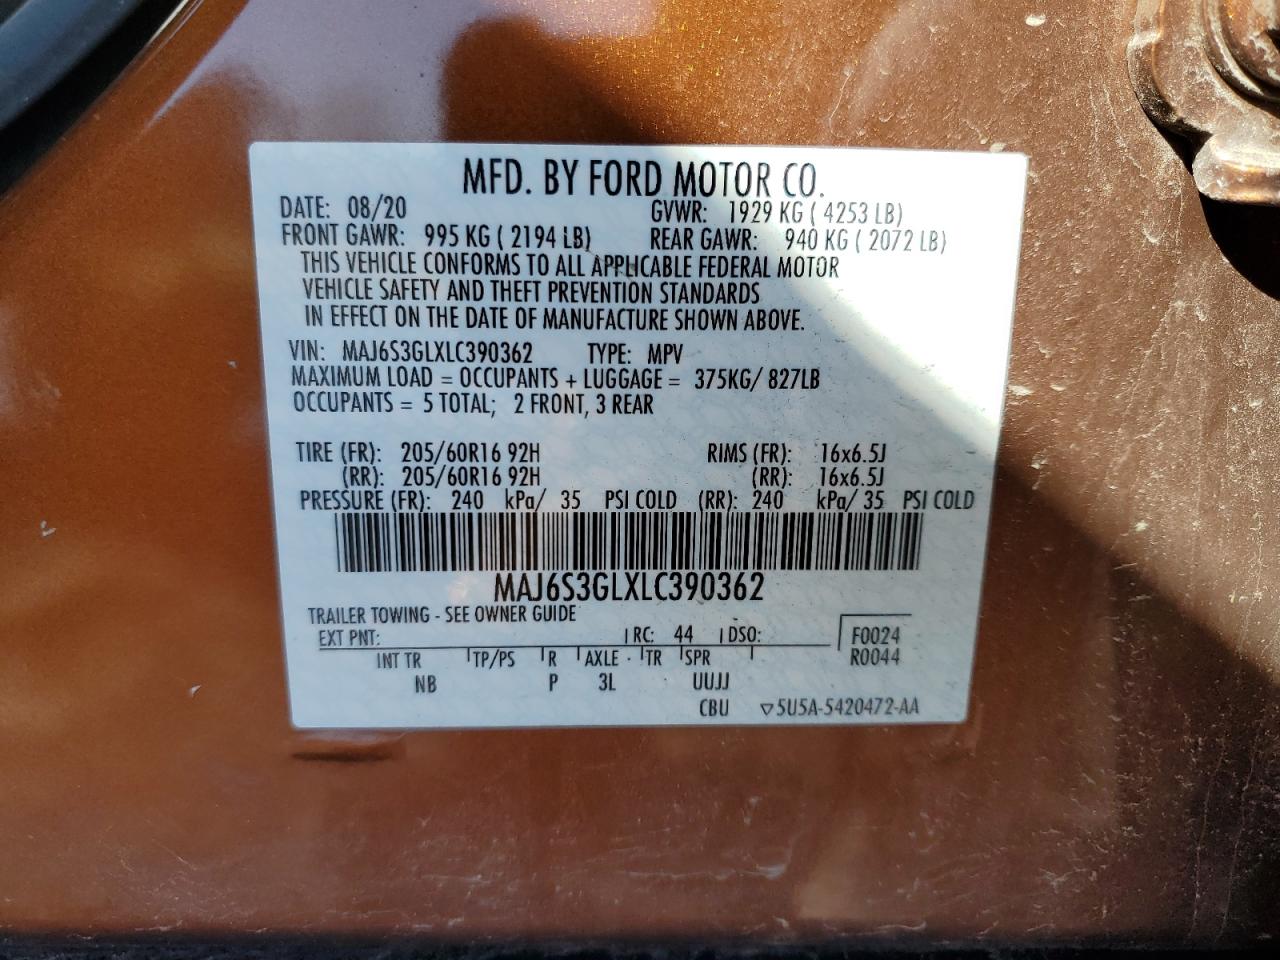 MFD. BY FORD MOTOR CO.
DATE: 08/20 GVWR: 1929 KG ( 4253 LB)
FRONT GAWR: 995 KG ( 2194 LB) REAR GAWR: 940 KG ( 2072 LB)
THIS VEHICLE CONFORMS TO ALL APPLICABLE FEDERAL MOTOR
VEHICLE SAFETY AND THEFT PREVENTION STANDARDS
IN EFFECT ON THE DATE OF MANUFACTURE SHOWN ABOVE.
VIN: MAJ6S3GLXLC390362 TYPE: MPV
MAXIMUM LOAD = OCCUPANTS + LUGGAGE = 375KG/ 827LB
OCCUPANTS = 5 TOTAL; 2 FRONT, 3 REAR
TIRE (FR): 205/60R16 92H RIMS (FR): 16x6.5J
(RR): 205/60R16 92H (RR): 16x6.5J
PRESSURE (FR): 240 kPa/ 35 PSI COLD (RR): 240 kPa/ 35 PSI COLD
MAJ6S3GLXLC390362
TRAILER TOWING - SEE OWNER GUIDE
EXT PNT: RC: 44 DSO: F0024
INT TR TP/PS R AXLE TR SPR R0044
NB P 3L UUJJ
CBU ▽5U5A-5420472-AA